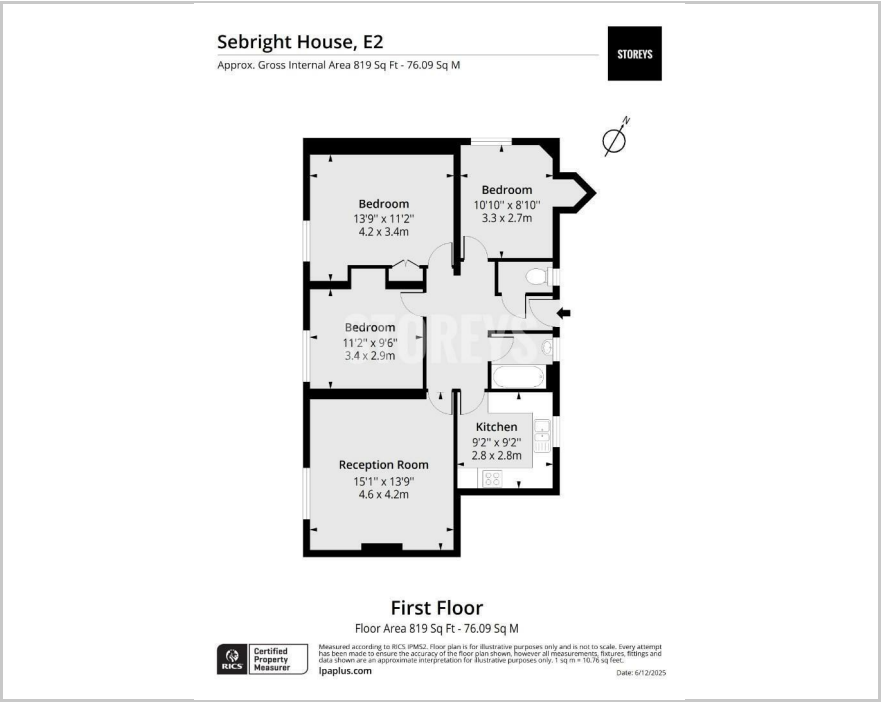 Sebright House, E2
Approx. Gross Internal Area 819 Sq Ft - 76.09 Sq M
STOREYS
N
Bedroom
13'9" x 11'2"
4.2 x 3.4m
Bedroom
10'10" x 8'10"
3.3 x 2.7m
Bedroom
11'2" x 9'6"
3.4 x 2.9m
STOREYS
Kitchen
9'2" x 9'2"
2.8 x 2.8m
Reception Room
15'1" x 13'9"
4.6 x 4.2m
First Floor
Floor Area 819 Sq Ft - 76.09 Sq M
RICS
Certified
Property
Measurer
Measured according to RICS IPMS2. Floor plan is for illustrative purposes only and is not to scale. Every attempt
has been made to ensure the accuracy of the floor plan shown, however all measurements, fixtures, fittings and
data shown are an approximate interpretation for illustrative purposes only. 1 sq m = 10.76 sq feet.
lpaplus.com
Date: 6/12/2025